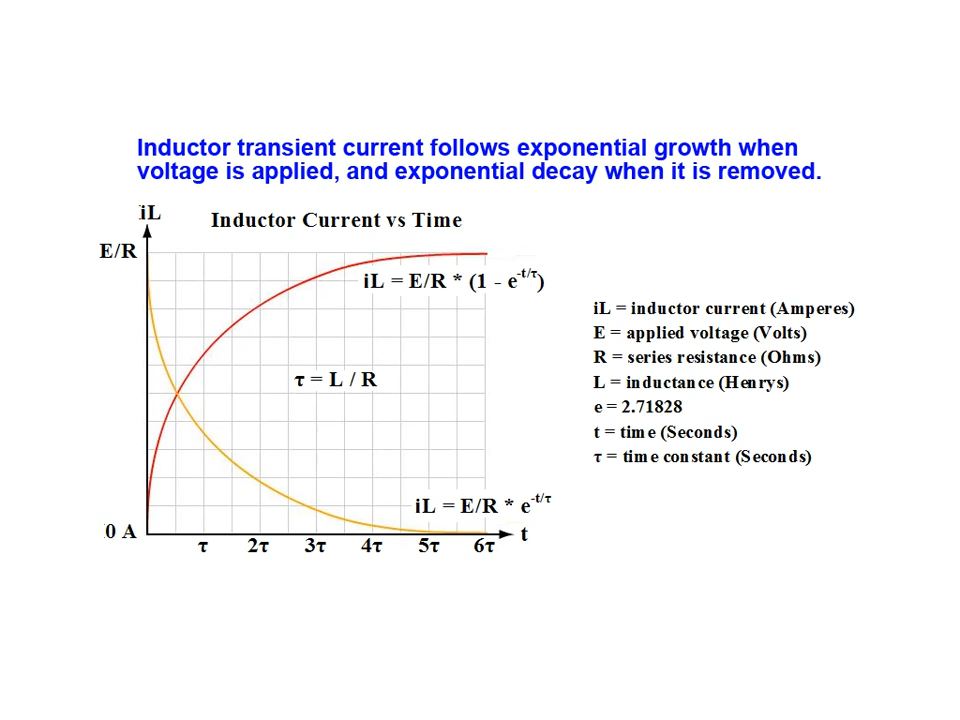 Inductor transient current follows exponential growth when
voltage is applied, and exponential decay when it is removed.
iL
Inductor Current vs Time
E/R
iL = E/R * (1 - e^-t/τ)
iL = inductor current (Amperes)
E = applied voltage (Volts)
R = series resistance (Ohms)
τ = L / R
L = inductance (Henrys)
e = 2.71828
t = time (Seconds)
τ = time constant (Seconds)
iL = E/R * e^-t/τ
0 A
t
τ 2τ 3τ 4τ 5τ 6τ